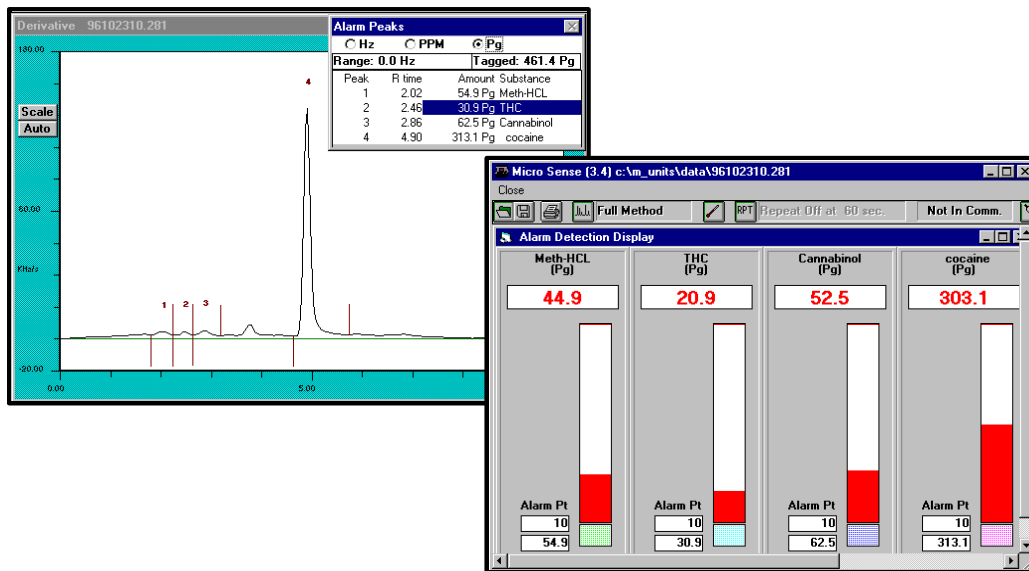 Derivative 96102310.281
180.00
60.00
KHz/s
-20.00
0.00
5.00
Scale
Auto
1
2
3
4
Alarm Peaks
Hz PPM Pg
Range: 0.0 Hz Tagged: 461.4 Pg
Peak R time Amount Substance
1 2.02 54.9 Pg Meth-HCL
2 2.46 30.9 Pg THC
3 2.86 62.5 Pg Cannabinol
4 4.90 313.1 Pg cocaine
Micro Sense (3.4) c:\m_units\data\96102310.281
Close
Full Method RPT Repeat Off at 60 sec. Not In Comm.
Alarm Detection Display
Meth-HCL
(Pg)
44.9
Alarm Pt
10
54.9
THC
(Pg)
20.9
Alarm Pt
10
30.9
Cannabinol
(Pg)
52.5
Alarm Pt
10
62.5
cocaine
(Pg)
303.1
Alarm Pt
10
313.1